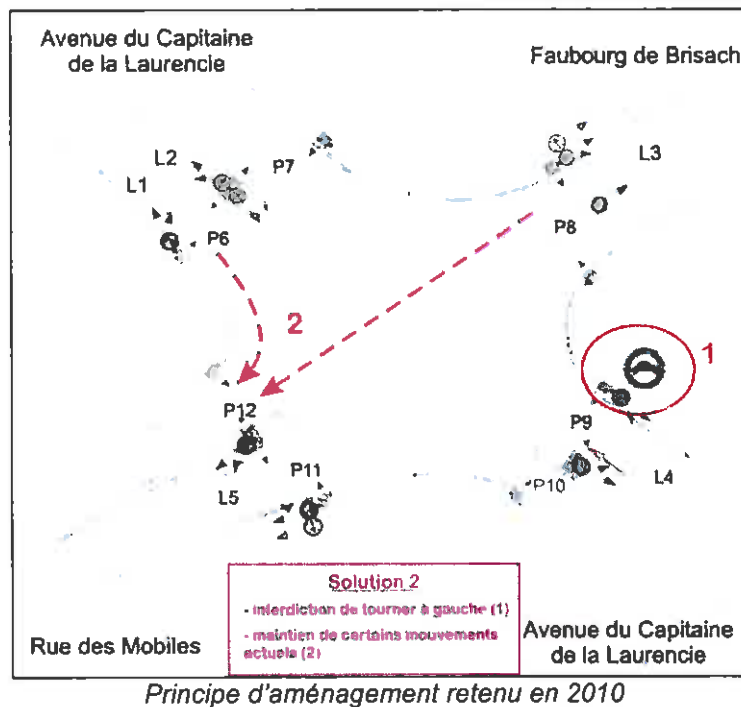 Avenue du Capitaine
de la Laurencie
Faubourg de Brisach
L2
P7
L3
L1
P6
P8
2
1
P12
P9
P11
L5
P10
L4
Solution 2
- interdiction de tourner à gauche (1)
- maintien de certains mouvements
actuels (2)
Rue des Mobiles
Avenue du Capitaine
de la Laurencie
Principe d'aménagement retenu en 2010